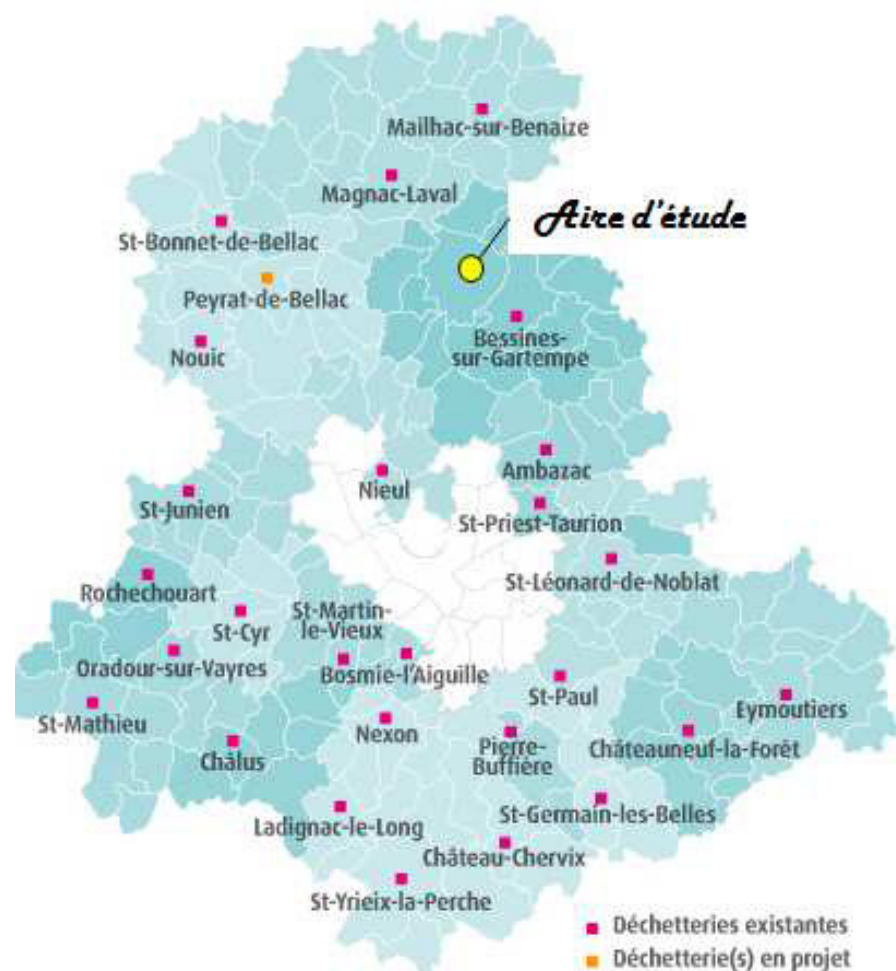 Mailhac-sur-Benaize
Magnac-Laval
Aire d'étude
St-Bonnet-de-Bellac
Peyrat-de-Bellac
Bessines-
sur-Gartempe
Nouic
Ambazac
Nieul
St-Junien
St-Priest-Taurion
St-Léonard-de-Noblat
Rochechouart
St-Martin-
le-Vieux
St-Cyr
Oradour-sur-Vayres
Bosmie-l'Aiguille
St-Paul
St-Mathieu
Eymoutiers
Nexon
Pierre-
Buffière
Châteauneuf-la-Forêt
Châlus
St-Germain-les-Belles
Ladignac-le-Long
Château-Chervix
St-Yrieix-la-Perche
Déchetteries existantes
Déchetterie(s) en projet